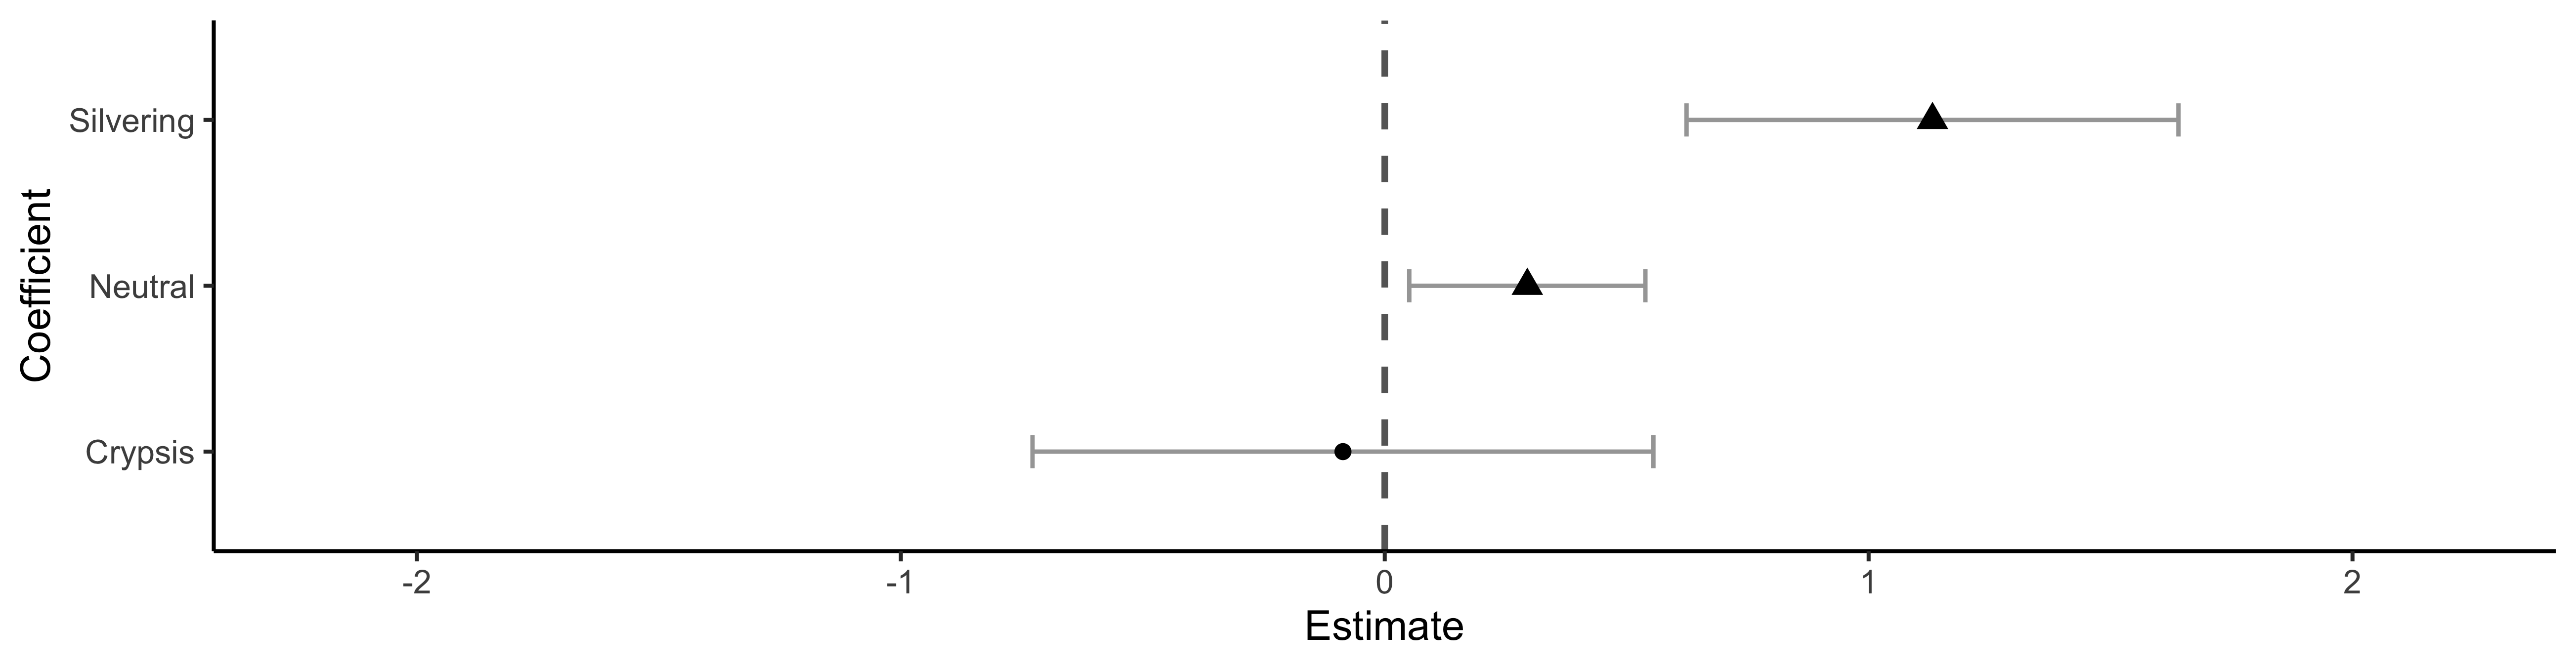 Coefficient
Silvering
Neutral
Crypsis
-2 -1 0 1 2
Estimate